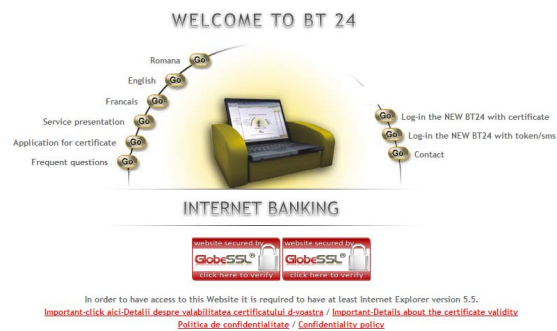 WELCOME TO BT 24
Romana Go
English Go
Francais Go
Service presentation Go
Application for certificate Go
Frequent questions Go
Go Log-in the NEW BT24 with certificate
Go Log-in the NEW BT24 with token/sms
Go Contact
INTERNET BANKING
website secured by website secured by
GlobeSSL® GlobeSSL®
click here to verify click here to verify
In order to have access to this Website it is required to have at least Internet Explorer version 5.5.
Important-click aici-Detalii despre valabilitatea certificatului d-voastra / Important-Details about the certificate validity
Politica de confidentialitate / Confidentiality policy